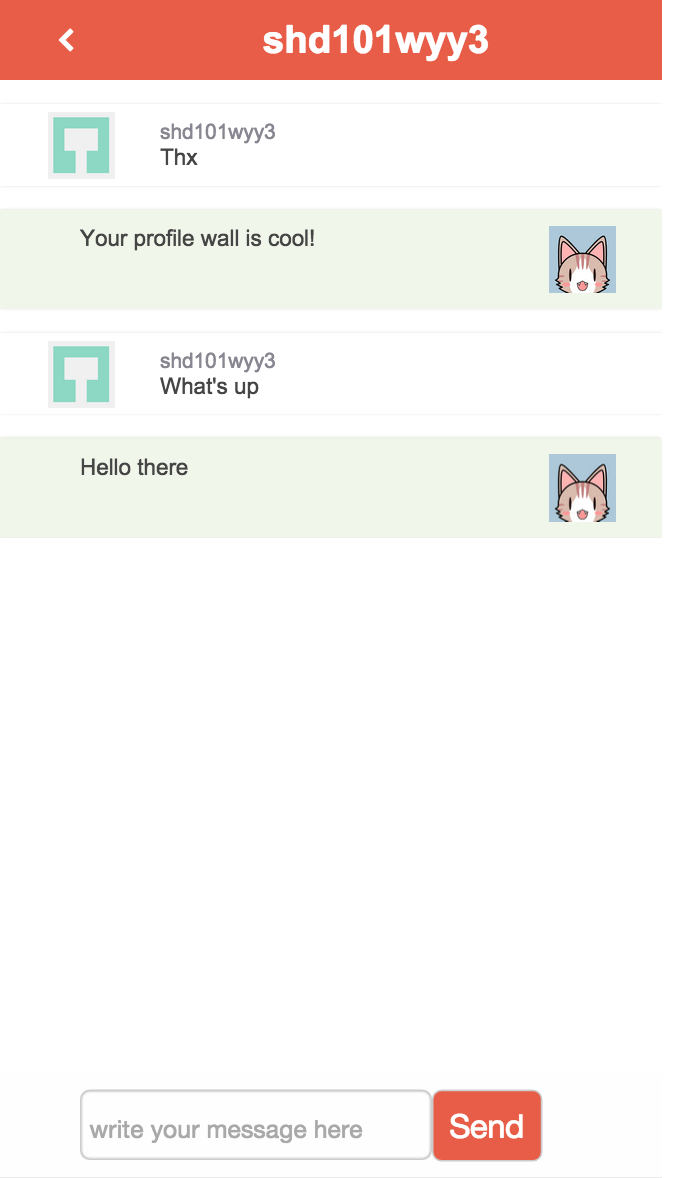 shd101wyy3
shd101wyy3
Thx
Your profile wall is cool!
shd101wyy3
What's up
Hello there
write your message here
Send